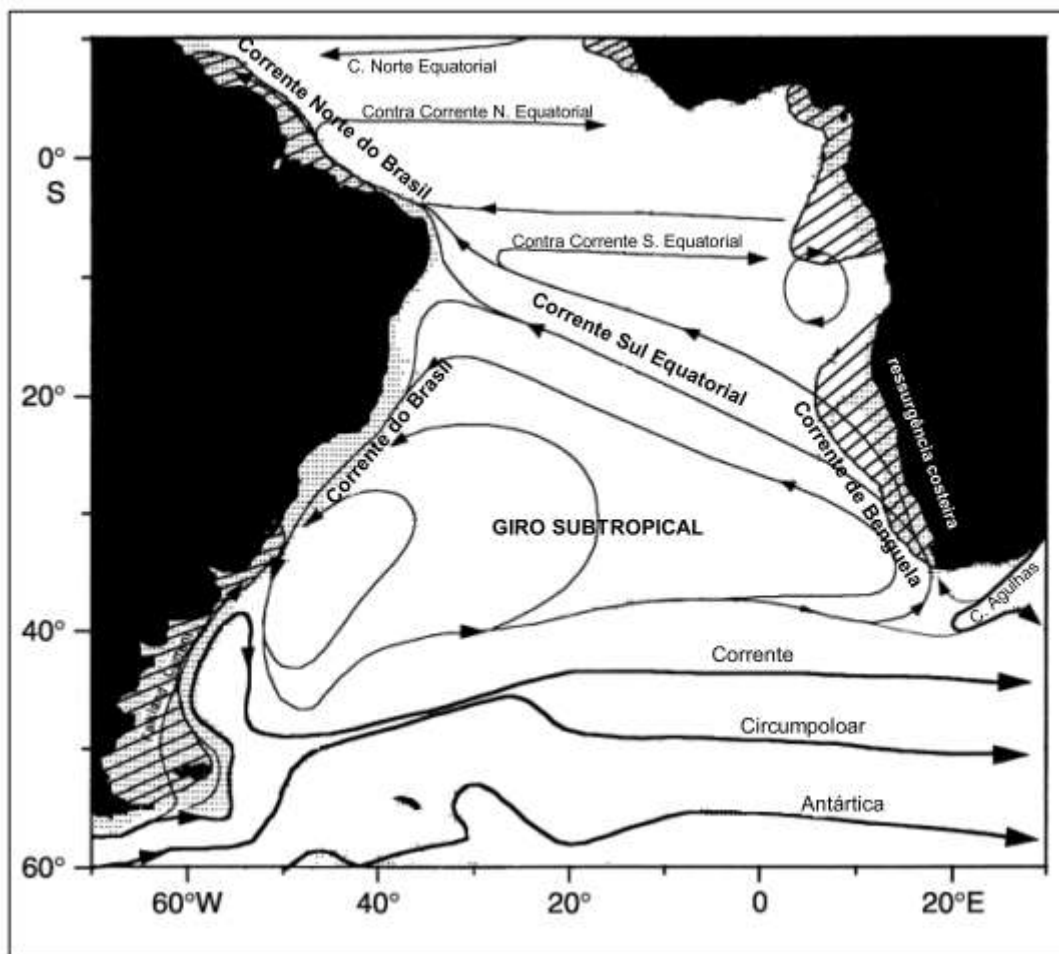 Corrente Norte do Brasil
C. Norte Equatorial
Contra Corrente N. Equatorial
0°
S
Contra Corrente S. Equatorial
Corrente Sul Equatorial
ressurgência costeira
20°
Corrente do Brasil
Corrente de Benguela
GIRO SUBTROPICAL
C. Agulhas
40°
Corrente
Circumpoloar
Antártica
60°
60°W
40°
20°
0
20°E